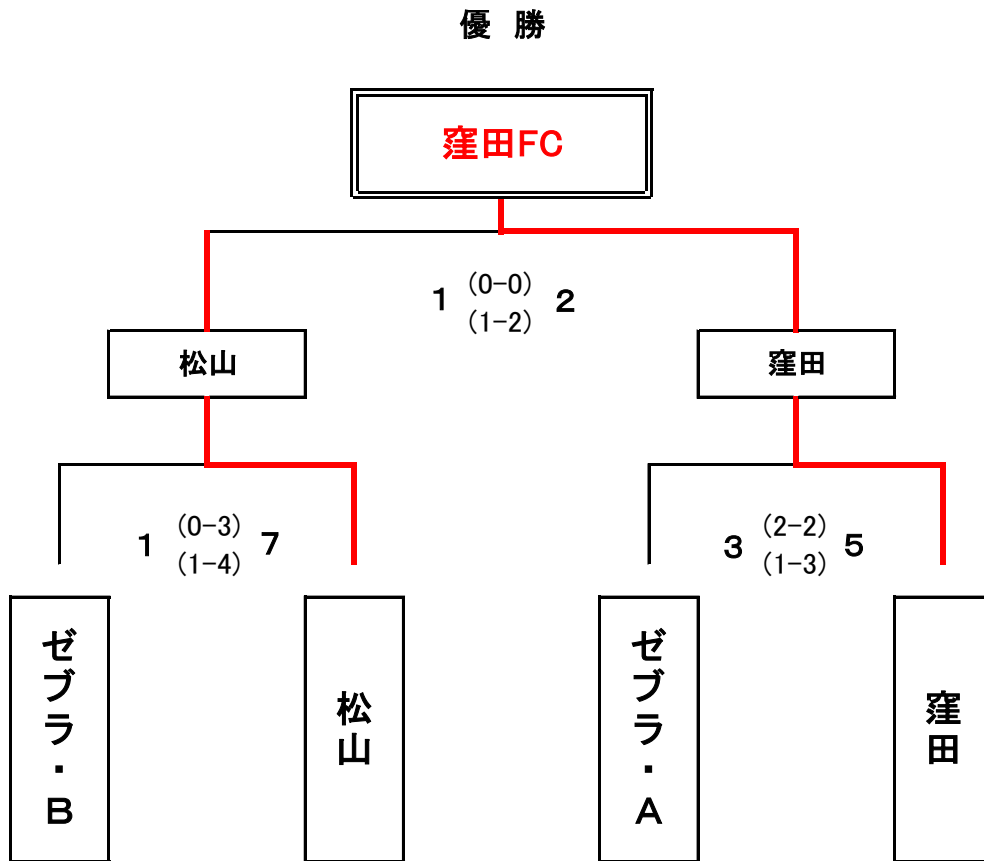 優 勝
窪田FC
1 (0-0) 2
(1-2)
松山
窪田
1 (0-3) 7
(1-4)
3 (2-2) 5
(1-3)
ゼブラ・B
松山
ゼブラ・A
窪田